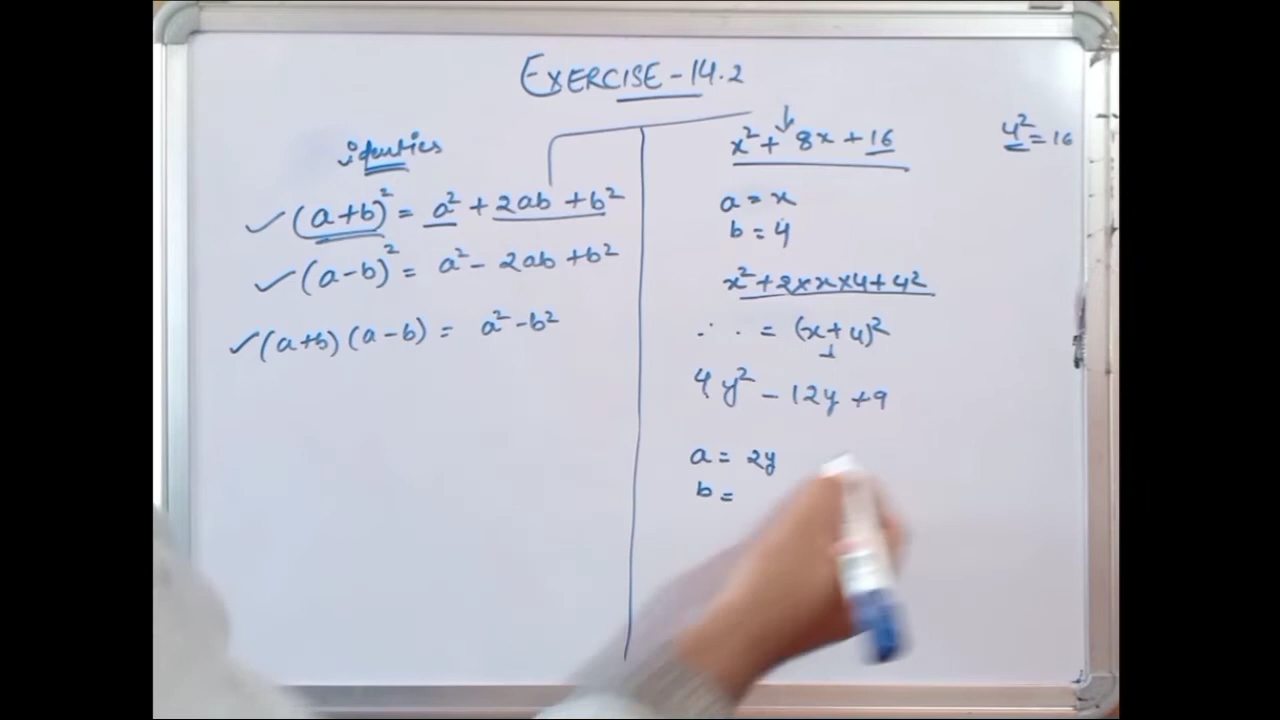 EXERCISE-14.2
identies
✓(a+b)² = a² + 2ab + b²
✓(a-b)² = a² - 2ab + b²
✓(a+b)(a-b) = a² - b²
x² + 8x + 16
4² = 16
a = x
b = 4
x² + 2×x×4 + 4²
∴ = (x+4)²
4y² - 12y + 9
a = 2y
b =